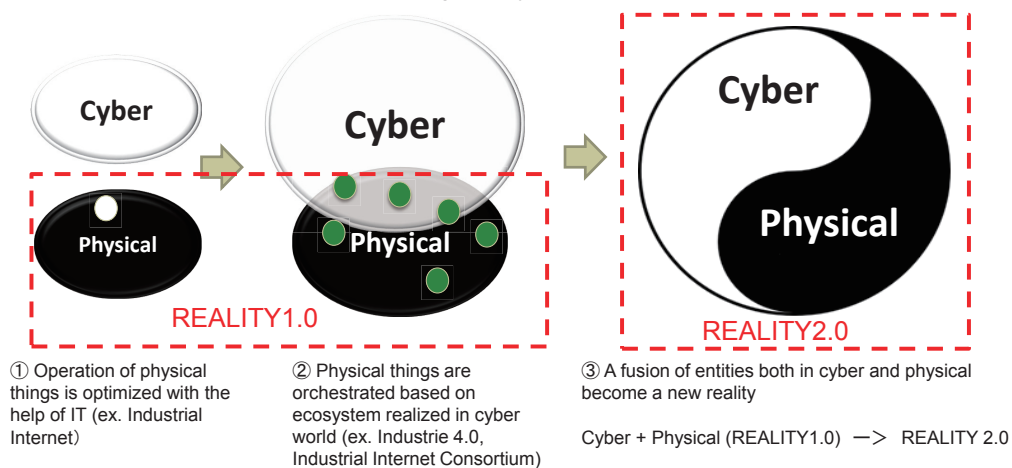 Cyber
Physical
Cyber
Physical
REALITY1.0
Cyber
Physical
REALITY2.0
① Operation of physical
things is optimized with the
help of IT (ex. Industrial
Internet）
② Physical things are
orchestrated based on
ecosystem realized in cyber
world (ex. Industrie 4.0,
Industrial Internet Consortium)
③ A fusion of entities both in cyber and physical
become a new reality
Cyber + Physical (REALITY1.0) —> REALITY 2.0